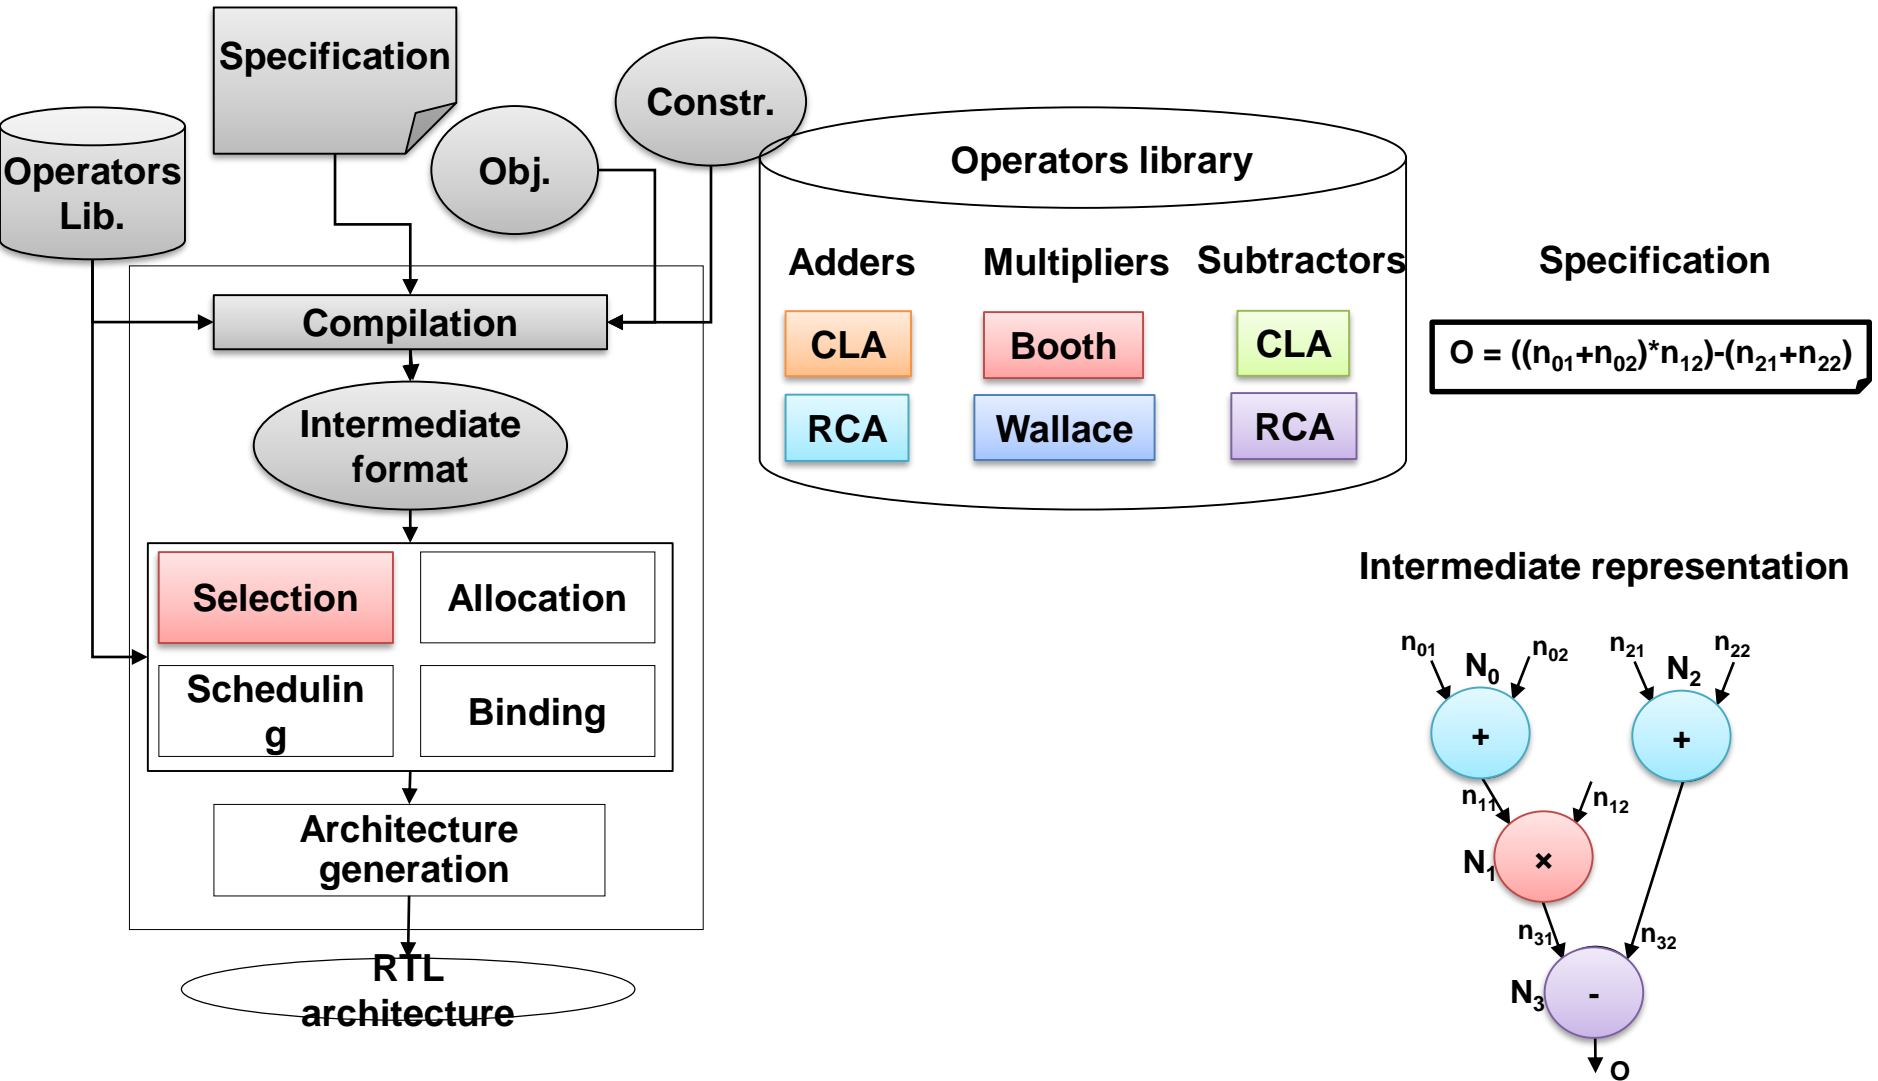 Specification
Constr.
Obj.
Operators
Lib.
Compilation
Intermediate
format
Selection
Allocation
Schedulin
g
Binding
Architecture
generation
RTL
architecture
Operators library
Adders
Multipliers
Subtractors
CLA
Booth
CLA
RCA
Wallace
RCA
Specification
O = ((n₀₁+n₀₂)*n₁₂)-(n₂₁+n₂₂)
Intermediate representation
n₀₁
N₀
n₀₂
n₂₁
N₂
n₂₂
+
+
n₁₁
n₁₂
N₁
×
n₃₁
n₃₂
N₃
-
O